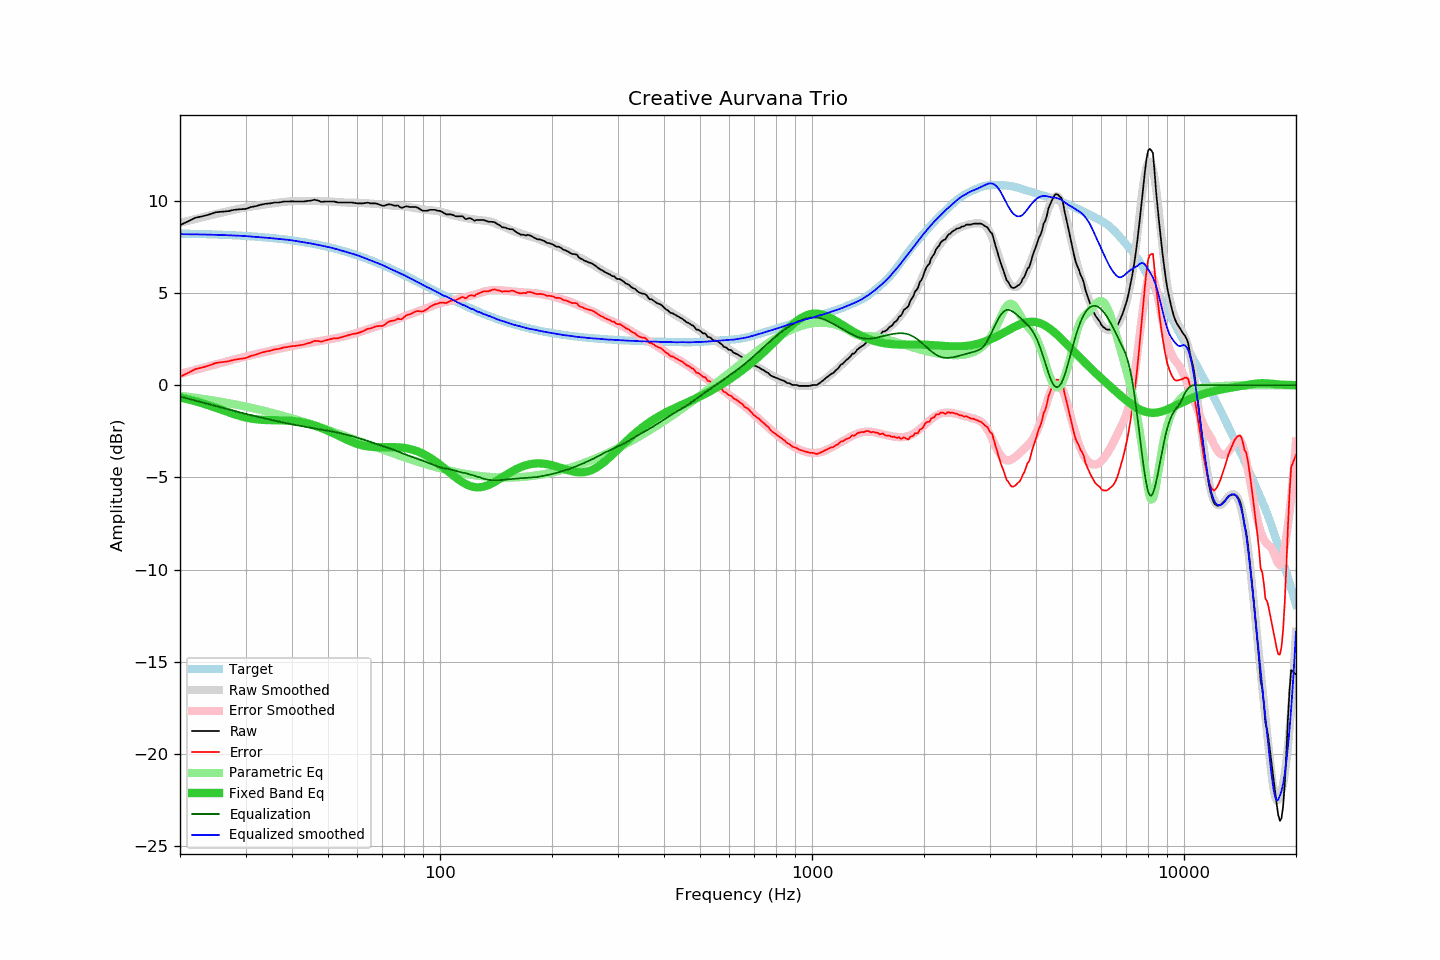 Creative Aurvana Trio
Amplitude (dBr)
10
5
0
−5
−10
−15
−20
−25
Target
Raw Smoothed
Error Smoothed
Raw
Error
Parametric Eq
Fixed Band Eq
Equalization
Equalized smoothed
100 1000 10000
Frequency (Hz)